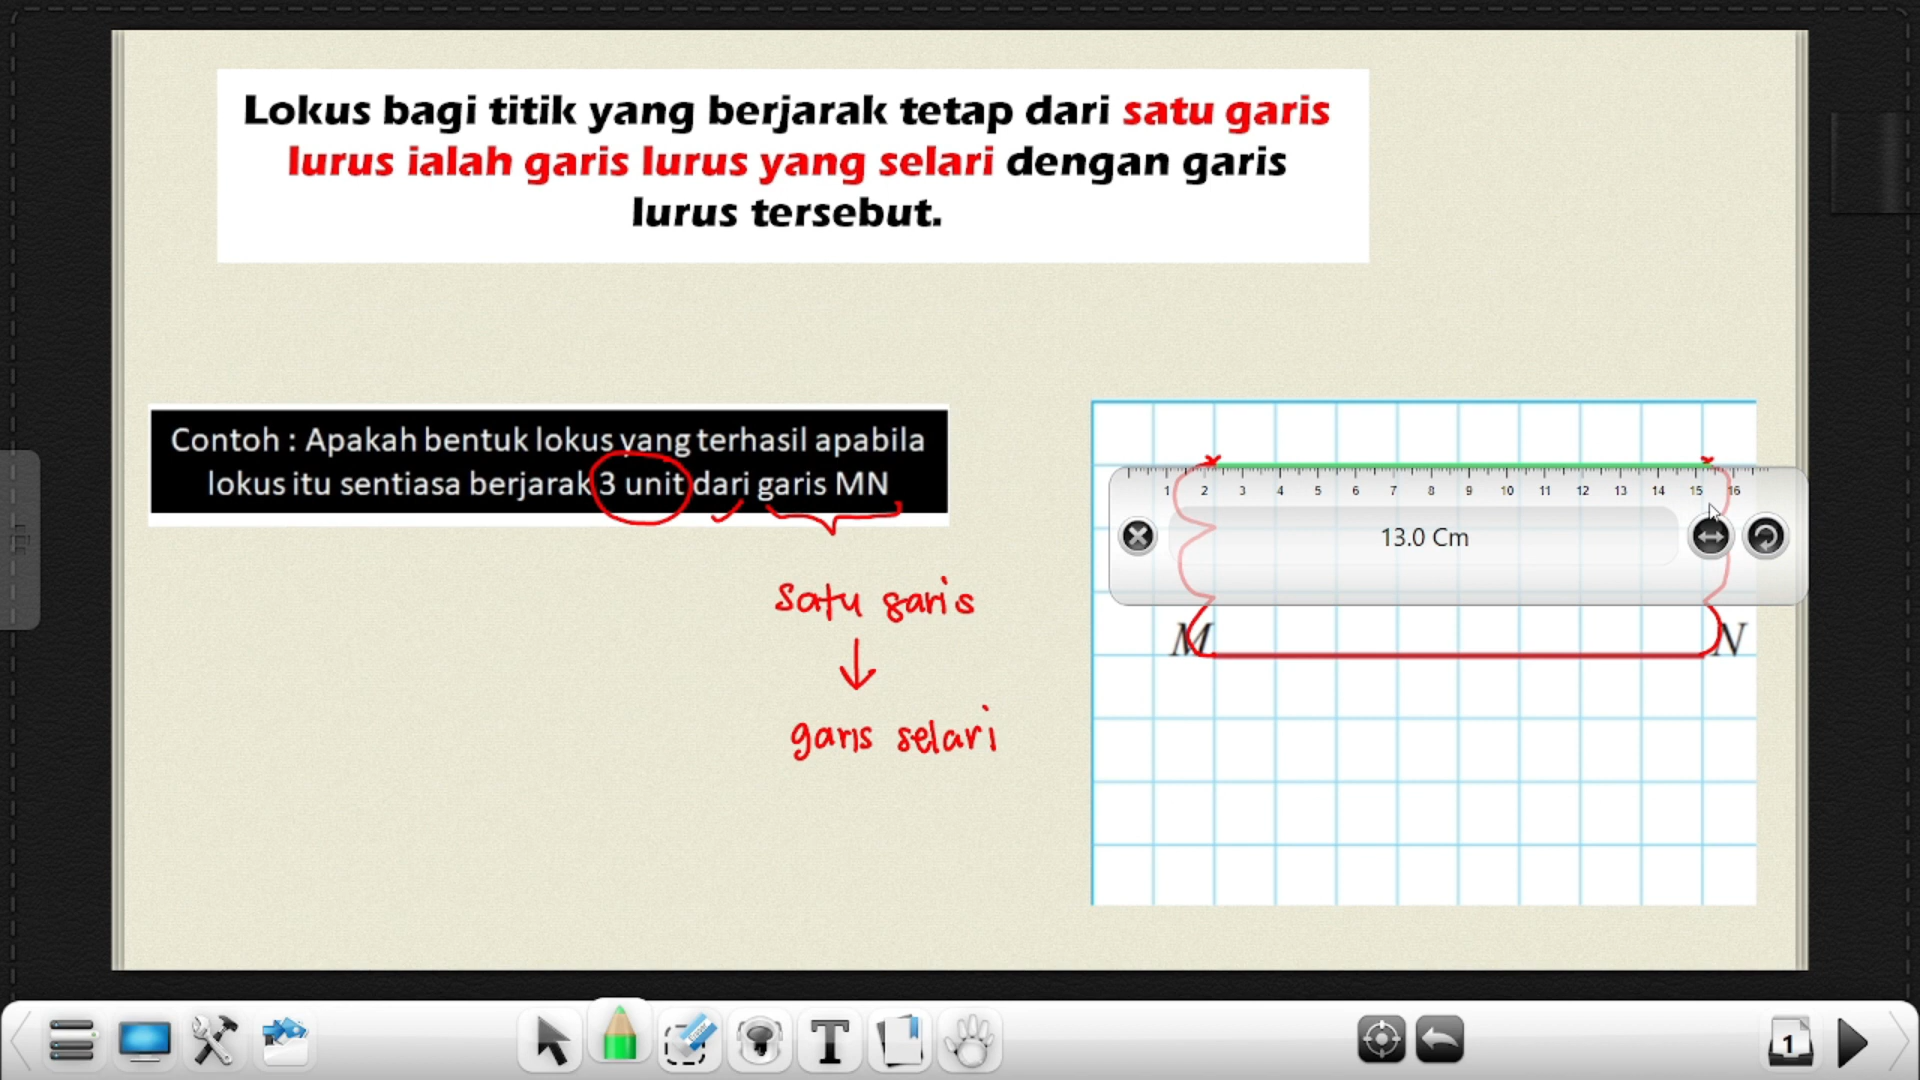 Lokus bagi titik yang berjarak tetap dari satu garis
lurus ialah garis lurus yang selari dengan garis
lurus tersebut.
Contoh : Apakah bentuk lokus yang terhasil apabila
lokus itu sentiasa berjarak 3 unit dari garis MN
satu garis
garis selari
1 2 3 4 5 6 7 8 9 10 11 12 13 14 15 16
13.0 Cm
M N
T
1